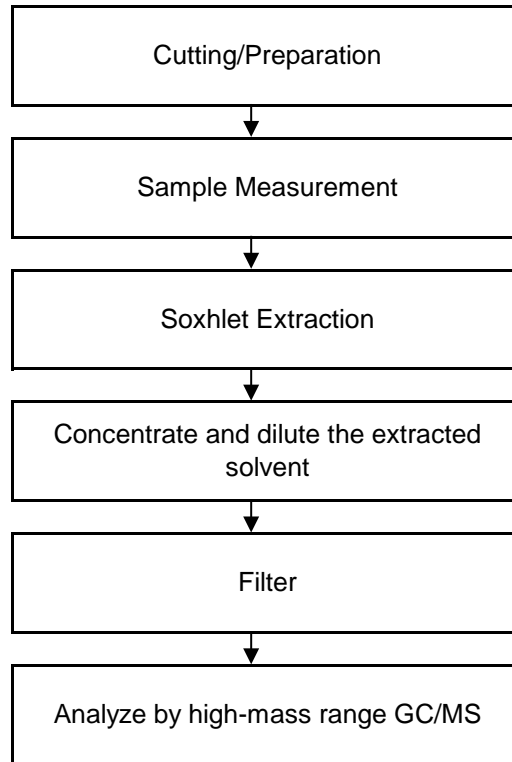 Cutting/Preparation
Sample Measurement
Soxhlet Extraction
Concentrate and dilute the extracted
solvent
Filter
Analyze by high-mass range GC/MS